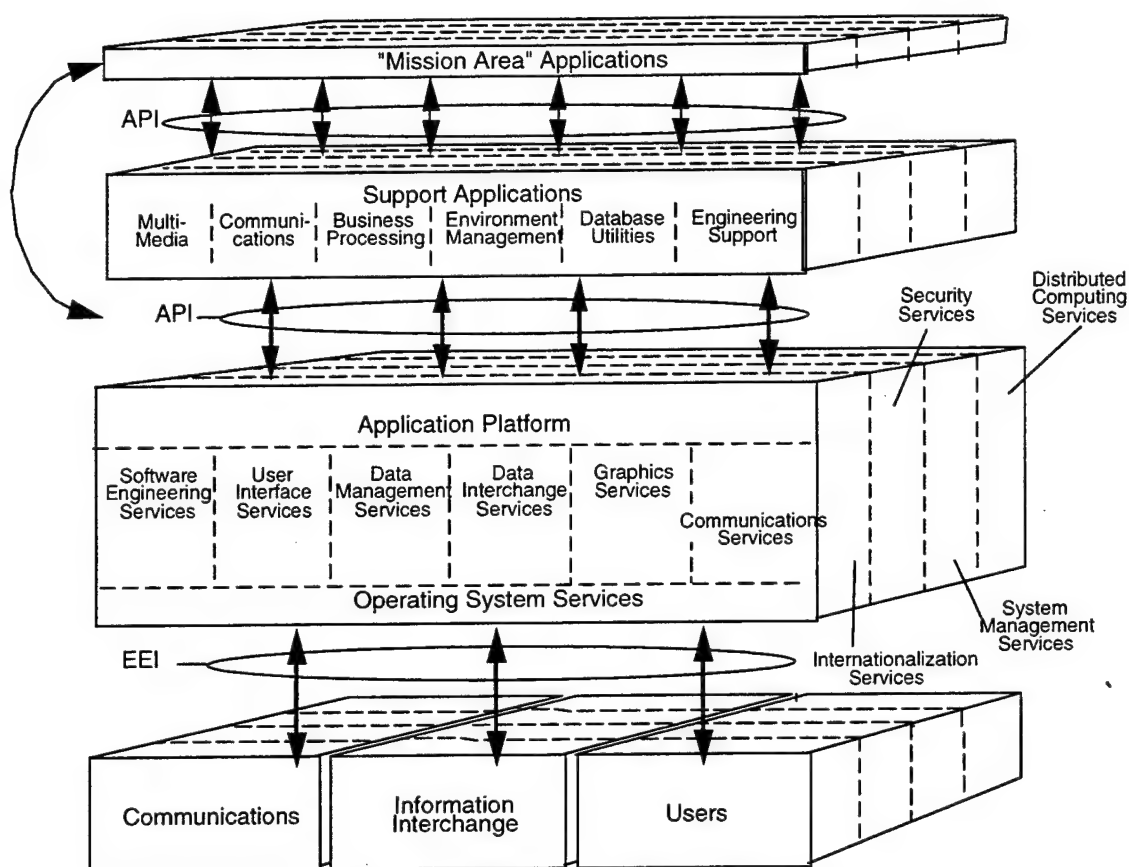 "Mission Area" Applications
API
Support Applications
Multi-
Media
Communi-
cations
Business
Processing
Environment
Management
Database
Utilities
Engineering
Support
API
Security
Services
Distributed
Computing
Services
Application Platform
Software
Engineering
Services
User
Interface
Services
Data
Management
Services
Data
Interchange
Services
Graphics
Services
Communications
Services
Operating System Services
System
Management
Services
Internationalization
Services
EEI
Communications
Information
Interchange
Users